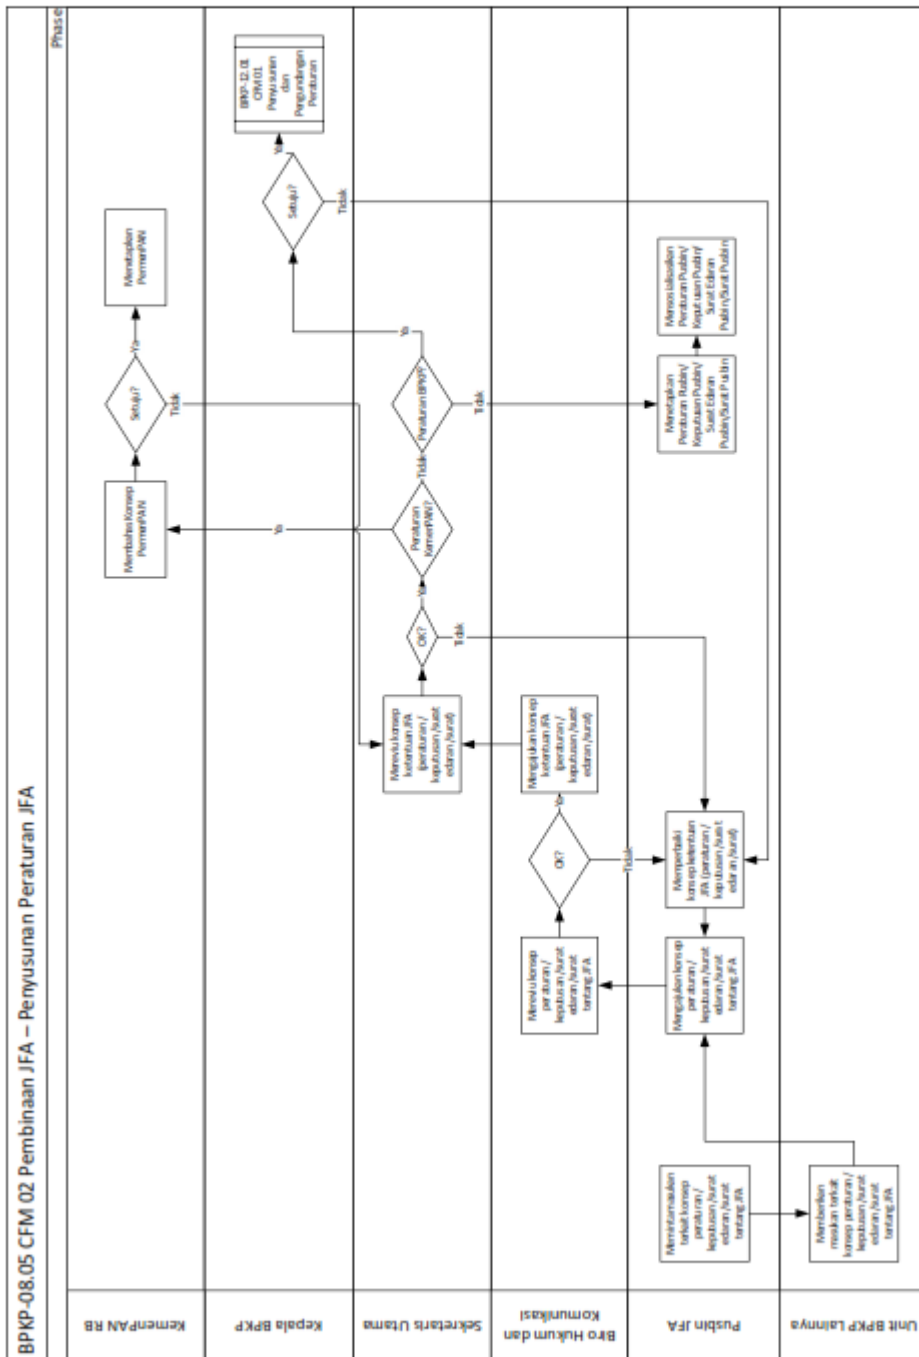 BPKP-08.05 CFM 02 Pembinaan JFA – Penyusunan Peraturan JFA
Phase
KemenPAN RB
Membahas Konsep
PermenPAN
Setuju?
Ya
Tidak
Menetapkan
PermenPAN
Kepala BPKP
Ya
Setuju?
Ya
Tidak
BPKP-12.01
CFM 01
Penyusunan
dan
Pengundangan
Peraturan
Sekretaris Utama
Mereviu konsep
ketentuan JFA
(peraturan /
keputusan /surat
edaran /surat)
OK?
Ya
Tidak
Peraturan
KemenPAN?
Tidak
Peraturan BPKP?
Ya
Tidak
Biro Hukum dan
Komunikasi
Mereviu konsep
peraturan /
keputusan /surat
edaran /surat
tentang JFA
OK?
Ya
Tidak
Mengajukan konsep
ketentuan JFA
(peraturan /
keputusan /surat
edaran /surat)
Pusbin JFA
Memintamasukan
terkait konsep
peraturan /
keputusan /surat
edaran /surat
tentang JFA
Mengajukan konsep
peraturan /
keputusan /surat
edaran /surat
tentang JFA
Memperbaiki
konsep ketentuan
JFA (peraturan /
keputusan /surat
edaran /surat)
Menetapkan
Peraturan Pusbin/
Keputusan Pusbin/
Surat Edaran
Pusbin/Surat Pusbin
Mensosialisasikan
Peraturan Pusbin/
Keputusan Pusbin/
Surat Edaran
Pusbin/Surat Pusbin
Unit BPKP Lainnya
Memberikan
masukan terkait
konsep peraturan /
keputusan /surat
edaran /surat
tentang JFA